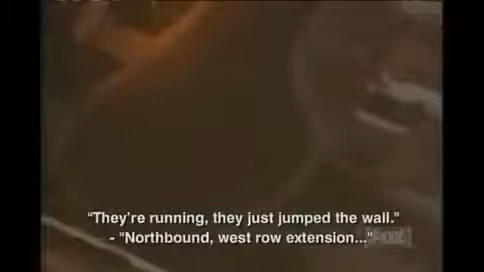 "They're running, they just jumped the wall."
- "Northbound, west row extension..."